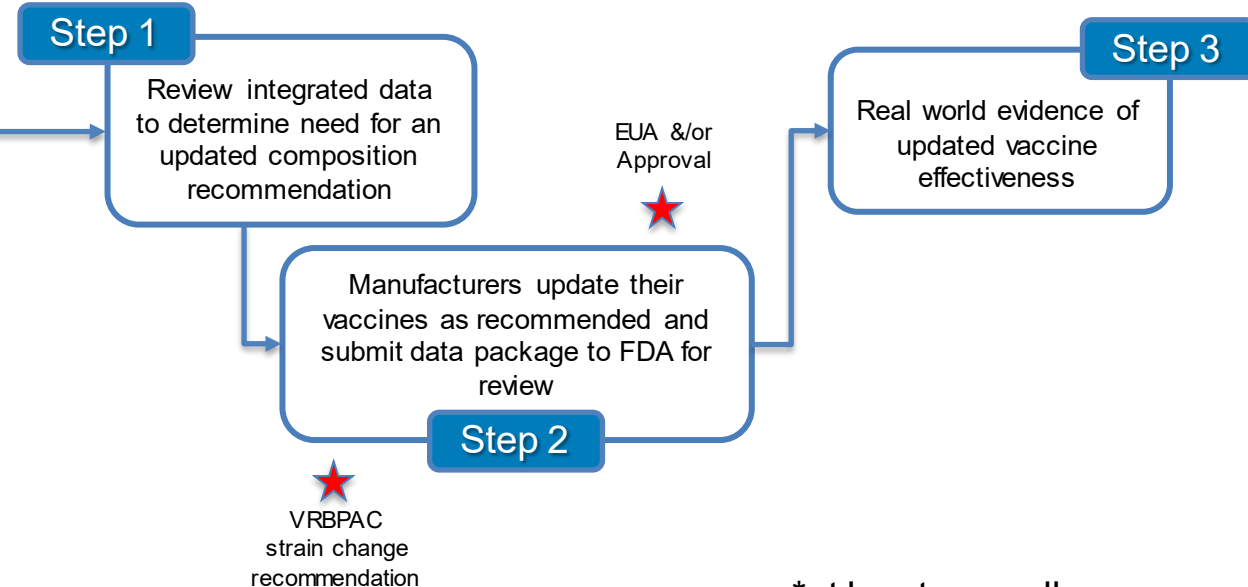 Step 1
Review integrated data
to determine need for an
updated composition
recommendation
EUA &/or
Approval
Step 3
Real world evidence of
updated vaccine
effectiveness
Manufacturers update their
vaccines as recommended and
submit data package to FDA for
review
Step 2
VRBPAC
strain change
recommendation